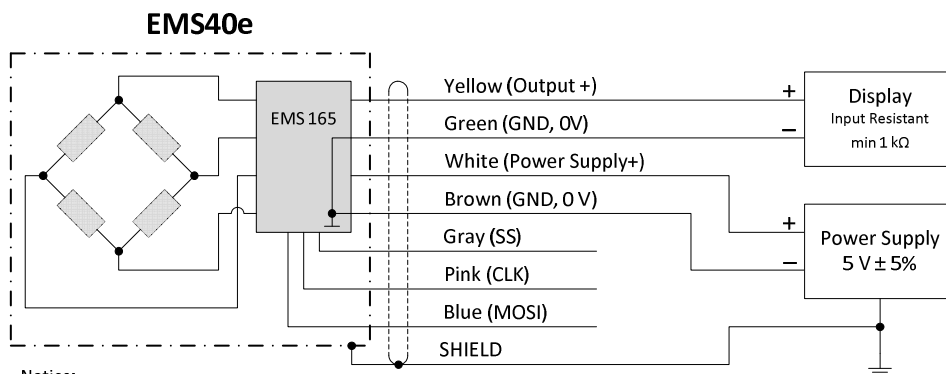 EMS40e
EMS 165
Yellow (Output +)
Green (GND, 0V)
White (Power Supply+)
Brown (GND, 0 V)
Gray (SS)
Pink (CLK)
Blue (MOSI)
SHIELD
+
−
Display
Input Resistant
min 1 kΩ
+
−
Power Supply
5 V ± 5%
Notice: